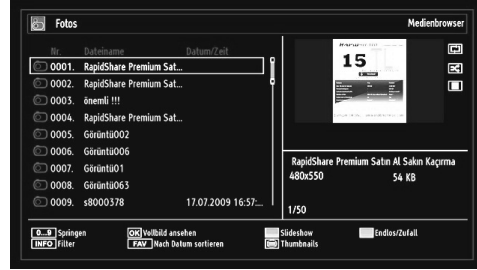 Fotos Medienbrowser
Nr. Dateiname Datum/Zeit
0001. RapidShare Premium Sat...
0002. RapidShare Premium Sat...
0003. önemli !!!
0004. RapidShare Premium Sat...
0005. Görüntü002
0006. Görüntü006
0007. Görüntü01
0008. Görüntü063
0009. s8000378 17.07.2009 16:57:...
15
RapidShare Premium Satın Al Sakın Kaçırma
480x550 54 KB
1/50
0...9 Springen OK Vollbild ansehen Slideshow Endlos/Zufall
INFO Filter FAV Nach Datum sortieren Thumbnails